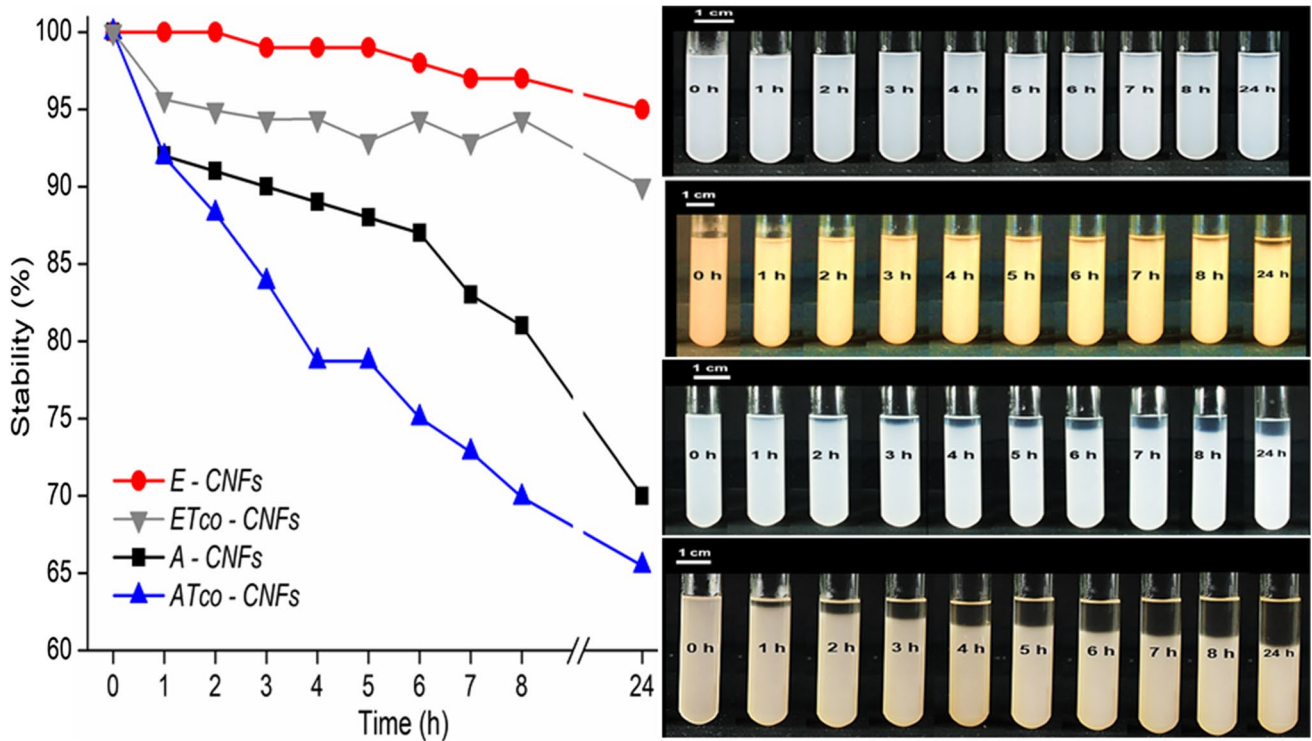 100
95
90
85
80
75
70
65
60
Stability (%)
E - CNFs
ETco - CNFs
A - CNFs
ATco - CNFs
0 1 2 3 4 5 6 7 8 24
Time (h)
1 cm
0 h 1 h 2 h 3 h 4 h 5 h 6 h 7 h 8 h 24 h
1 cm
0 h 1 h 2 h 3 h 4 h 5 h 6 h 7 h 8 h 24 h
1 cm
0 h 1 h 2 h 3 h 4 h 5 h 6 h 7 h 8 h 24 h
1 cm
0 h 1 h 2 h 3 h 4 h 5 h 6 h 7 h 8 h 24 h